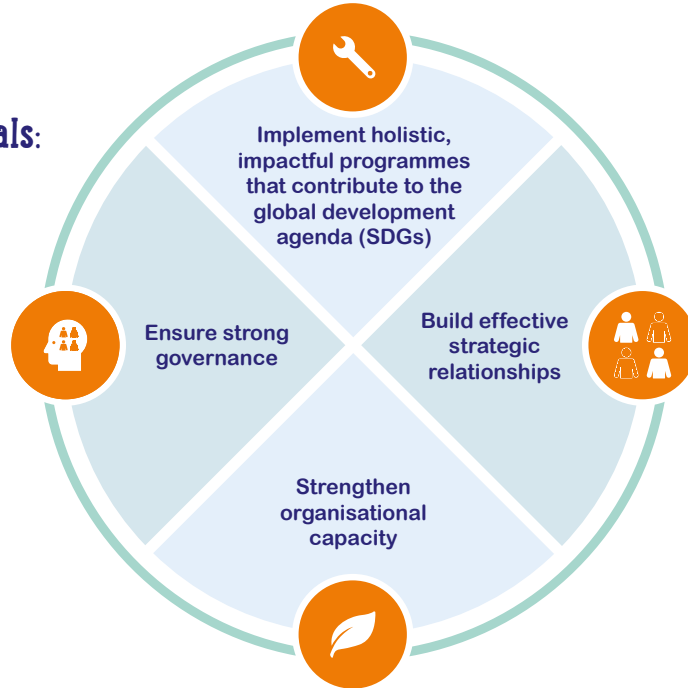 als:
Implement holistic,
impactful programmes
that contribute to the
global development
agenda (SDGs)
Ensure strong
governance
Build effective
strategic
relationships
Strengthen
organisational
capacity